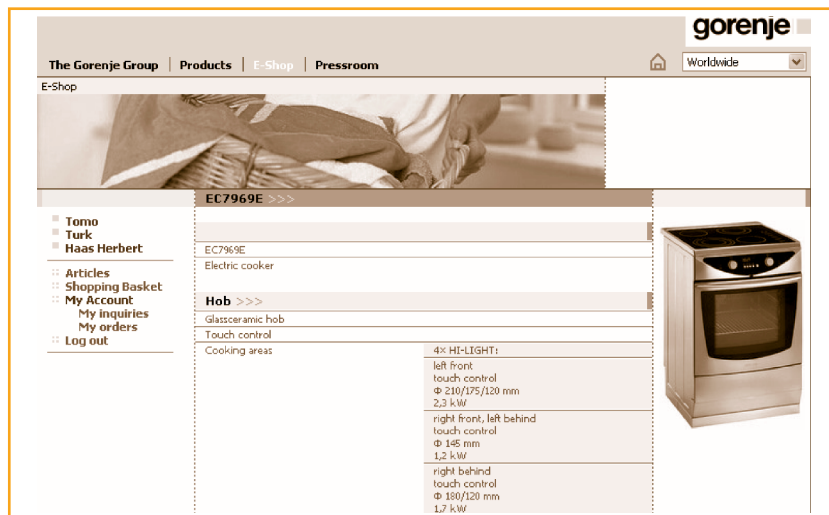 gorenje
The Gorenje Group | Products | E-Shop | Pressroom
Worldwide
E-Shop
EC7969E >>>
Tomo
Turk
Haas Herbert
Articles
Shopping Basket
My Account
My inquiries
My orders
Log out
EC7969E
Electric cooker
Hob >>>
Glassceramic hob
Touch control
Cooking areas
4× HI-LIGHT:
left front
touch control
Φ 210/175/120 mm
2,3 kW
right front, left behind
touch control
Φ 145 mm
1,2 kW
right behind
touch control
Φ 180/120 mm
1,7 kW